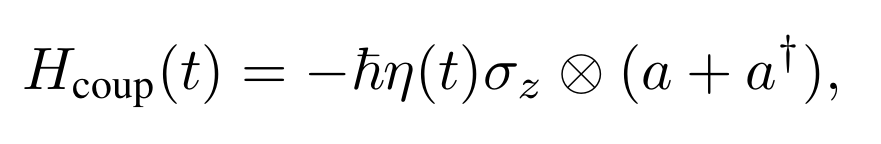 H_coup(t) = −ℏη(t)σ_z ⊗ (a + a†),